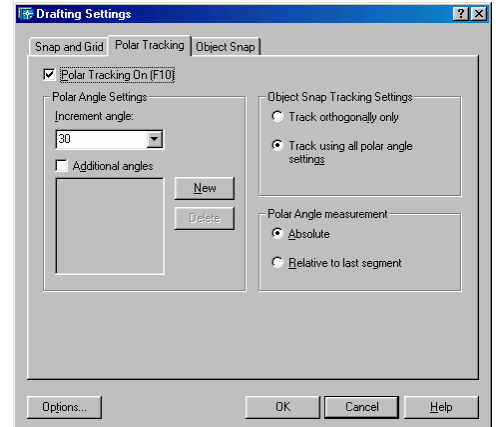 Drafting Settings
Snap and Grid
Polar Tracking
Object Snap
Polar Tracking On (F10)
Polar Angle Settings
Increment angle:
30
Additional angles
New
Delete
Object Snap Tracking Settings
Track orthogonally only
Track using all polar angle
settings
Polar Angle measurement
Absolute
Relative to last segment
Options...
OK
Cancel
Help